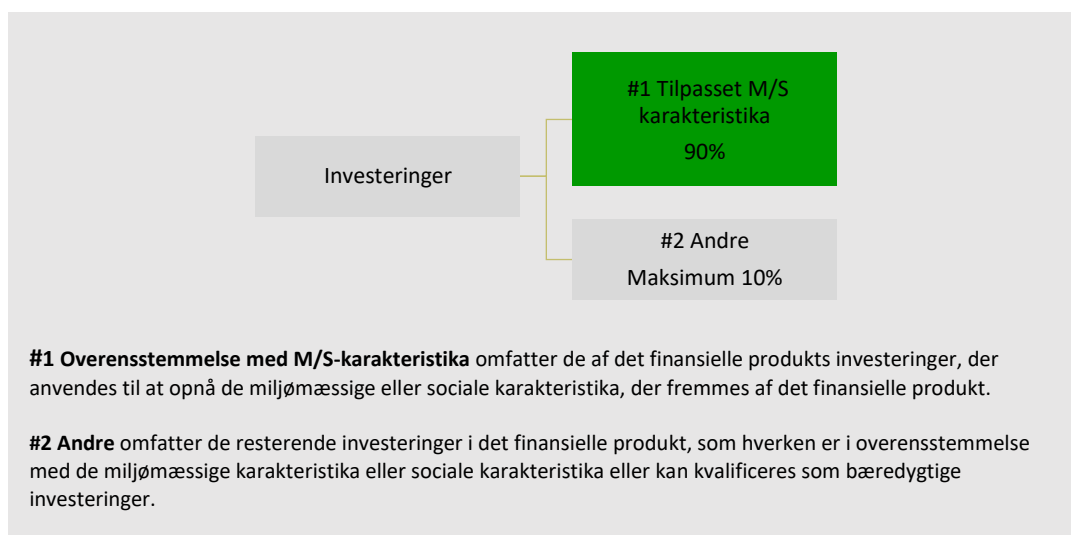 #1 Tilpasset M/S
karakteristika
90%
Investeringer
#2 Andre
Maksimum 10%
#1 Overensstemmelse med M/S-karakteristika omfatter de af det finansielle produkts investeringer, der
anvendes til at opnå de miljømæssige eller sociale karakteristika, der fremmes af det finansielle produkt.
#2 Andre omfatter de resterende investeringer i det finansielle produkt, som hverken er i overensstemmelse
med de miljømæssige karakteristika eller sociale karakteristika eller kan kvalificeres som bæredygtige
investeringer.